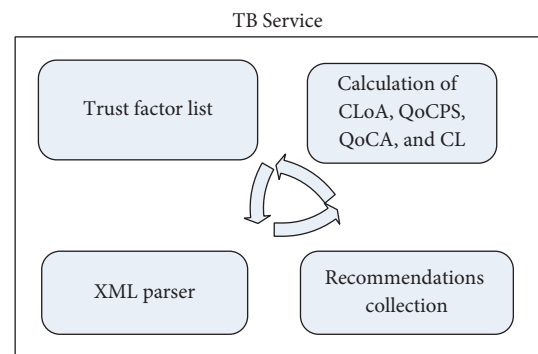 TB Service
Trust factor list
Calculation of
CLoA, QoCPS,
QoCA, and CL
XML parser
Recommendations
collection